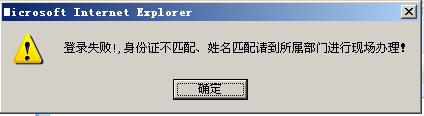 Microsoft Internet Explorer
登录失败!,身份证不匹配、姓名匹配请到所属部门进行现场办理!
确定